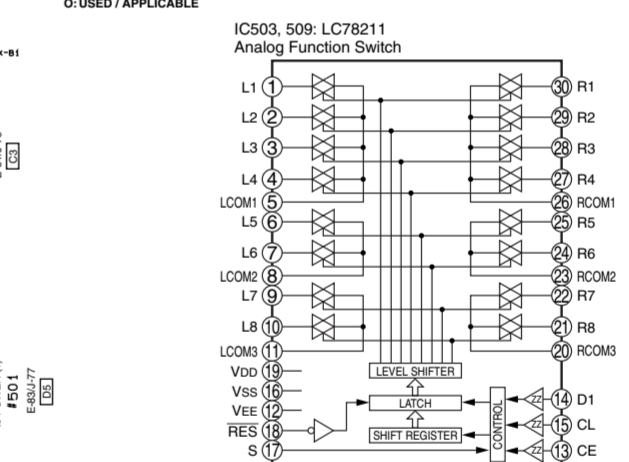 O: USED / APPLICABLE
IC503, 509: LC78211
Analog Function Switch
L1 1
30 R1
L2 2
29 R2
L3 3
28 R3
L4 4
27 R4
LCOM1 5
26 RCOM1
L5 6
25 R5
L6 7
24 R6
LCOM2 8
23 RCOM2
L7 9
22 R7
L8 10
21 R8
LCOM3 11
20 RCOM3
VDD 19
LEVEL SHIFTER
VSS 16
VEE 12
LATCH
RES 18
SHIFT REGISTER
S 17
CONTROL
ZZ 14 D1
ZZ 15 CL
ZZ 13 CE
C3
#501
E-83/J-77
D5